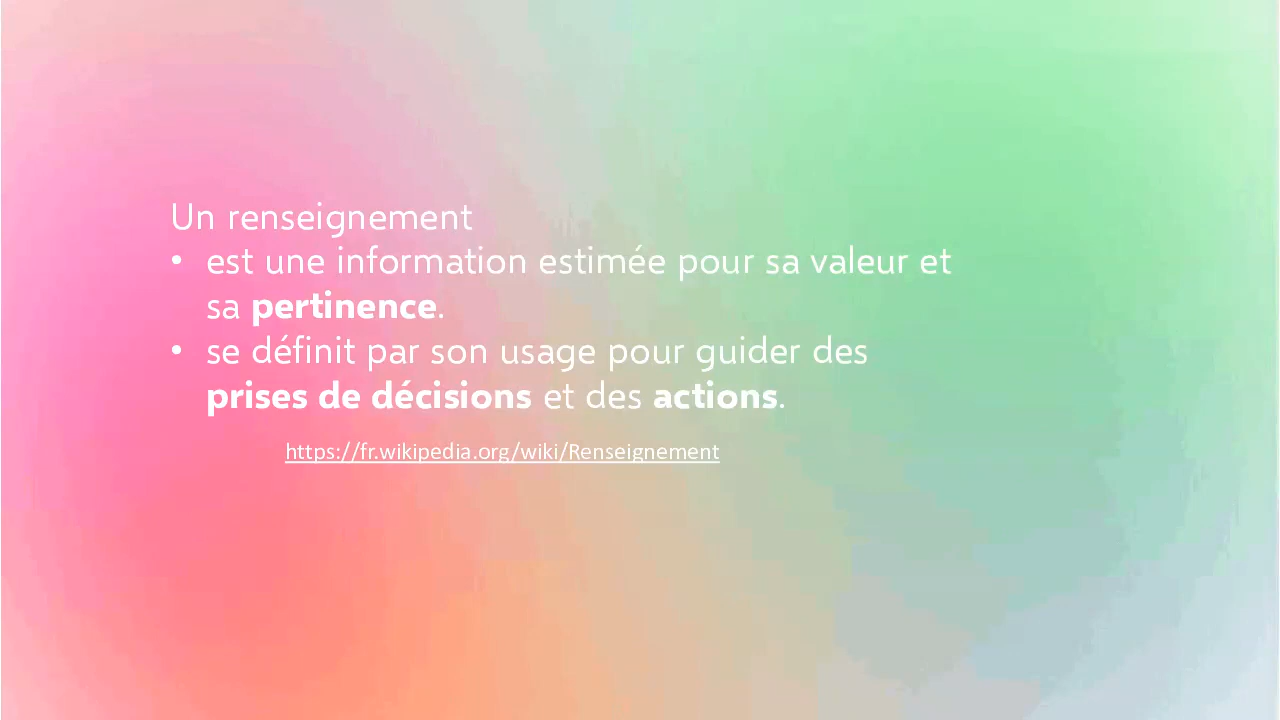 Un renseignement
• est une information estimée pour sa valeur et
sa pertinence.
• se définit par son usage pour guider des
prises de décisions et des actions.
https://fr.wikipedia.org/wiki/Renseignement